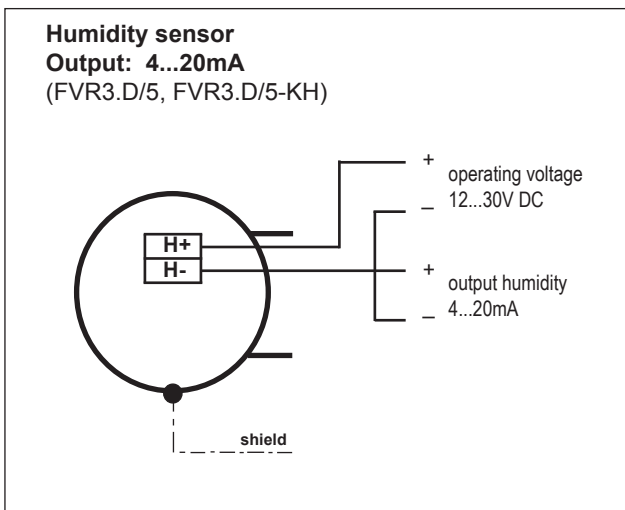 Humidity sensor
Output: 4...20mA
(FVR3.D/5, FVR3.D/5-KH)
+
operating voltage
12...30V DC
–
H+
H-
+
output humidity
4...20mA
–
shield